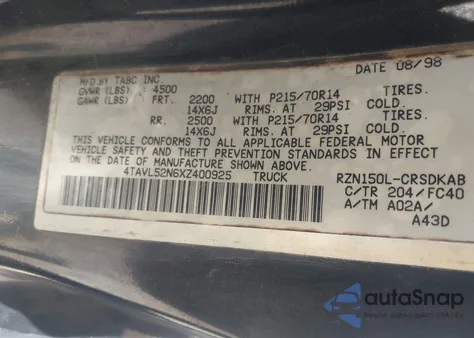 MFD BY TABC INC. DATE 08/98
GVWR (LBS) 4500
GAWR (LBS) FRT. 2200 WITH P215/70R14 TIRES.
14X6J RIMS. AT 29PSI COLD.
RR. 2500 WITH P215/70R14 TIRES.
14X6J RIMS. AT 29PSI COLD.
THIS VEHICLE CONFORMS TO ALL APPLICABLE FEDERAL MOTOR
VEHICLE SAFETY AND THEFT PREVENTION STANDARDS IN EFFECT
ON THE DATE OF MANUFACTURE SHOWN ABOVE.
4TAVL52N6XZ400925 TRUCK RZN150L-CRSDKAB
C/TR 204/FC40
A/TM A02A/
A43D
autoSnap